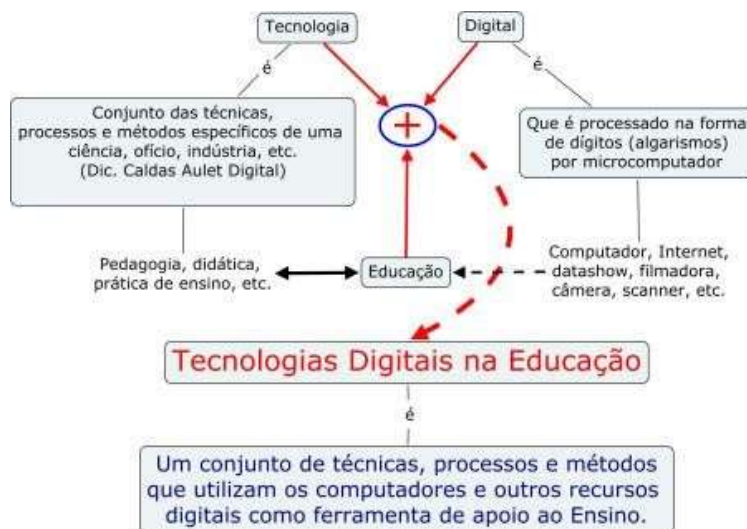 Tecnologia
Digital
é
é
Conjunto das técnicas,
processos e métodos específicos de uma
ciência, ofício, indústria, etc.
(Dic. Caldas Aulet Digital)
+
Que é processado na forma
de dígitos (algarismos)
por microcomputador
Pedagogia, didática,
prática de ensino, etc.
Educação
Computador, Internet,
datashow, filmadora,
câmera, scanner, etc.
Tecnologias Digitais na Educação
é
Um conjunto de técnicas, processos e métodos
que utilizam os computadores e outros recursos
digitais como ferramenta de apoio ao Ensino.